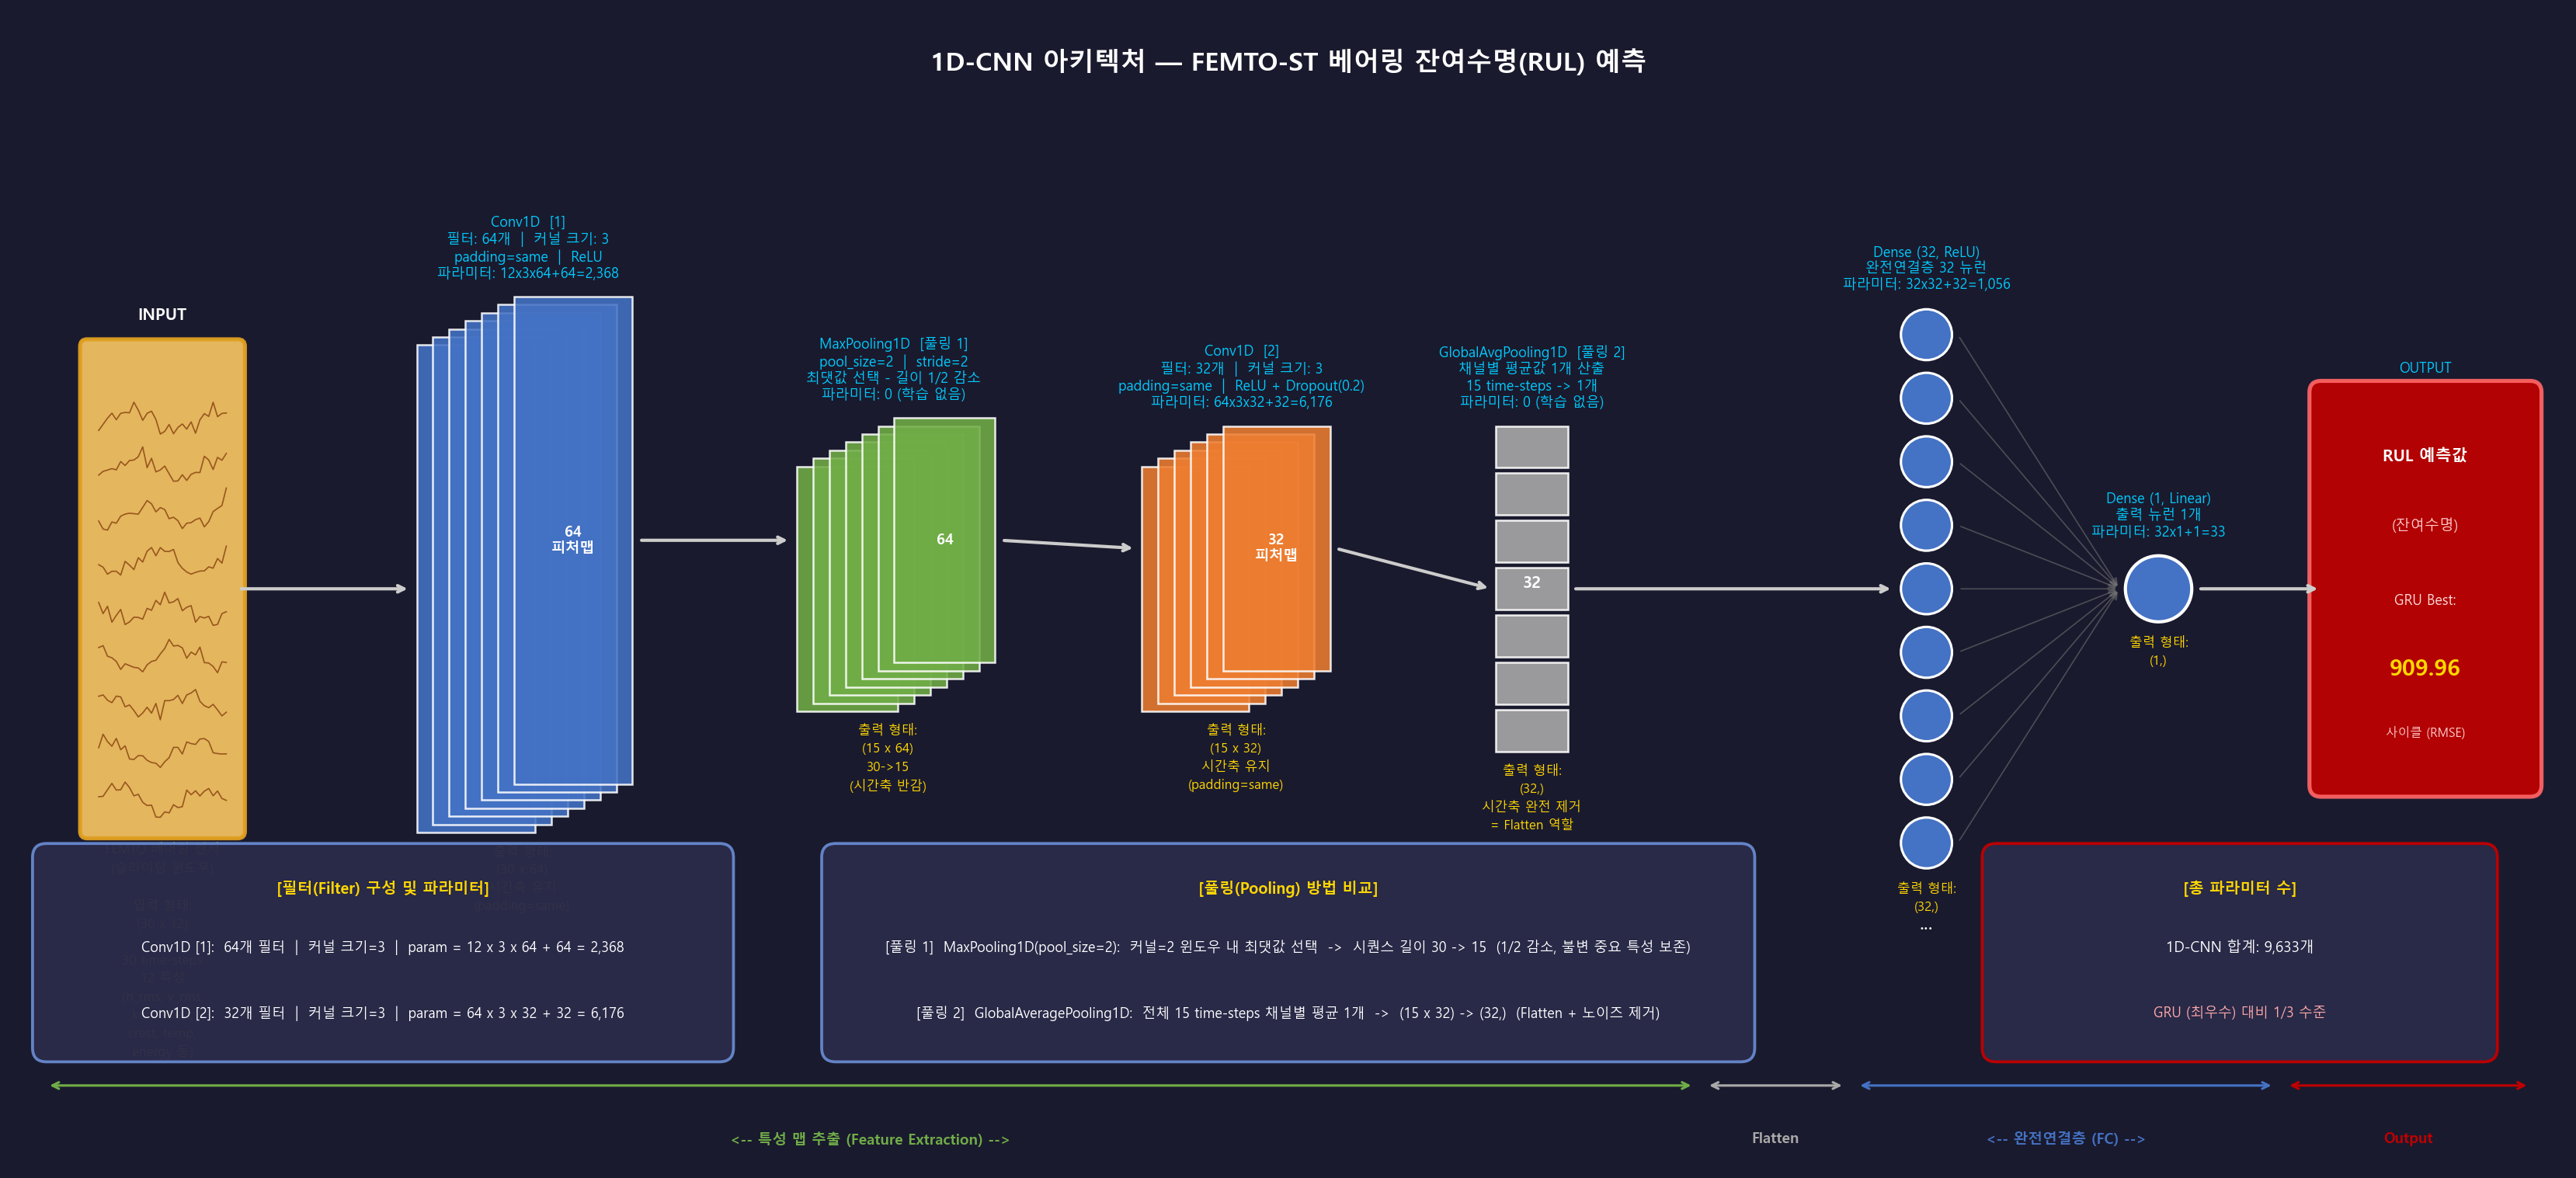 1D-CNN 아키텍처 — FEMTO-ST 베어링 잔여수명(RUL) 예측
INPUT
Conv1D [1]
필터: 64개 | 커널 크기: 3
padding=same | ReLU
파라미터: 12x3x64+64=2,368
64
피처맵
MaxPooling1D [풀링 1]
pool_size=2 | stride=2
최댓값 선택 - 길이 1/2 감소
파라미터: 0 (학습 없음)
64
출력 형태:
(15 x 64)
30->15
(시간축 반감)
Conv1D [2]
필터: 32개 | 커널 크기: 3
padding=same | ReLU + Dropout(0.2)
파라미터: 64x3x32+32=6,176
32
피처맵
출력 형태:
(15 x 32)
시간축 유지
(padding=same)
GlobalAvgPooling1D [풀링 2]
채널별 평균값 1개 산출
15 time-steps -> 1개
파라미터: 0 (학습 없음)
32
출력 형태:
(32,)
시간축 완전 제거
= Flatten 역할
Dense (32, ReLU)
완전연결층 32 뉴런
파라미터: 32x32+32=1,056
출력 형태:
(32,)
...
Dense (1, Linear)
출력 뉴런 1개
파라미터: 32x1+1=33
출력 형태:
(1,)
OUTPUT
RUL 예측값
(잔여수명)
GRU Best:
909.96
사이클 (RMSE)
[필터(Filter) 구성 및 파라미터]
Conv1D [1]: 64개 필터 | 커널 크기=3 | param = 12 x 3 x 64 + 64 = 2,368
Conv1D [2]: 32개 필터 | 커널 크기=3 | param = 64 x 3 x 32 + 32 = 6,176
[풀링(Pooling) 방법 비교]
[풀링 1] MaxPooling1D(pool_size=2): 커널=2 윈도우 내 최댓값 선택 -> 시퀀스 길이 30 -> 15 (1/2 감소, 불변 중요 특성 보존)
[풀링 2] GlobalAveragePooling1D: 전체 15 time-steps 채널별 평균 1개 -> (15 x 32) -> (32,) (Flatten + 노이즈 제거)
[총 파라미터 수]
1D-CNN 합계: 9,633개
GRU (최우수) 대비 1/3 수준
<-- 특성 맵 추출 (Feature Extraction) -->
Flatten
<-- 완전연결층 (FC) -->
Output